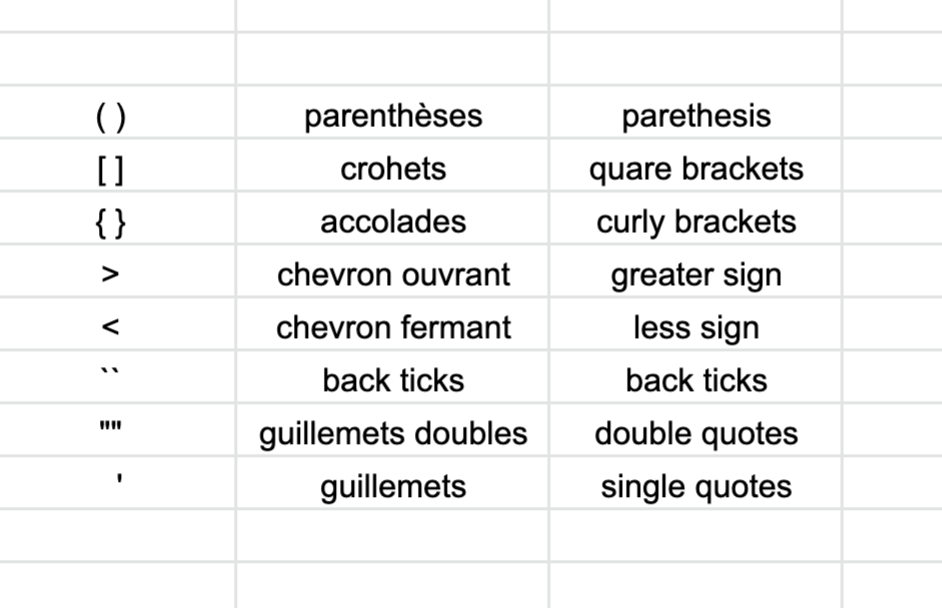 ( ) parenthèses parethesis
[ ] crohets quare brackets
{ } accolades curly brackets
> chevron ouvrant greater sign
< chevron fermant less sign
`` back ticks back ticks
"" guillemets doubles double quotes
' guillemets single quotes